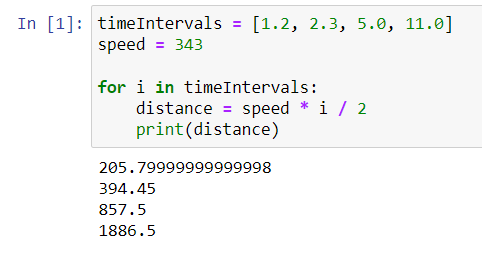 In [1]: timeIntervals = [1.2, 2.3, 5.0, 11.0]
speed = 343
for i in timeIntervals:
    distance = speed * i / 2
    print(distance)
205.79999999999998
394.45
857.5
1886.5